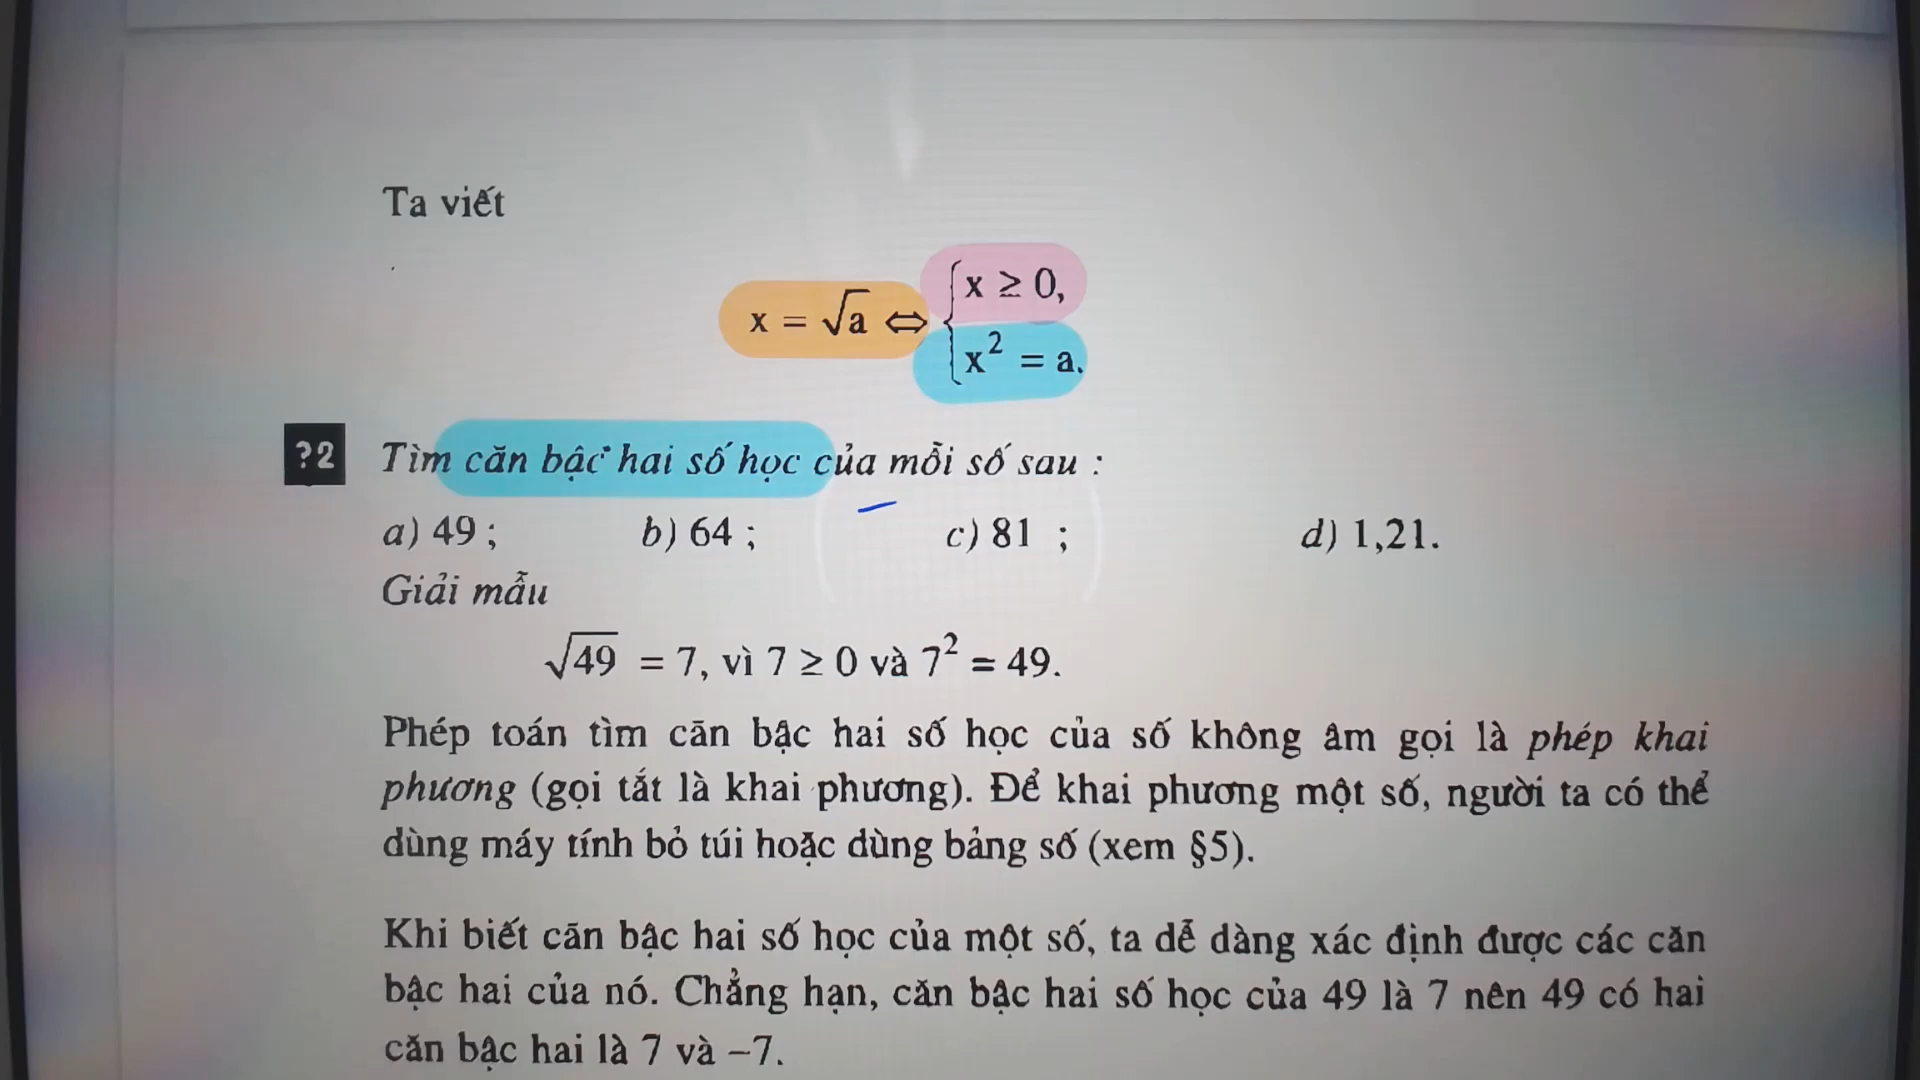 Ta viết
x = √a ⇔ { x ≥ 0,
x² = a.
?2 Tìm căn bậc hai số học của mỗi số sau :
a) 49 ; b) 64 ; c) 81 ; d) 1,21.
Giải mẫu
√49 = 7, vì 7 ≥ 0 và 7² = 49.
Phép toán tìm căn bậc hai số học của số không âm gọi là phép khai
phương (gọi tắt là khai phương). Để khai phương một số, người ta có thể
dùng máy tính bỏ túi hoặc dùng bảng số (xem §5).
Khi biết căn bậc hai số học của một số, ta dễ dàng xác định được các căn
bậc hai của nó. Chẳng hạn, căn bậc hai số học của 49 là 7 nên 49 có hai
căn bậc hai là 7 và –7.